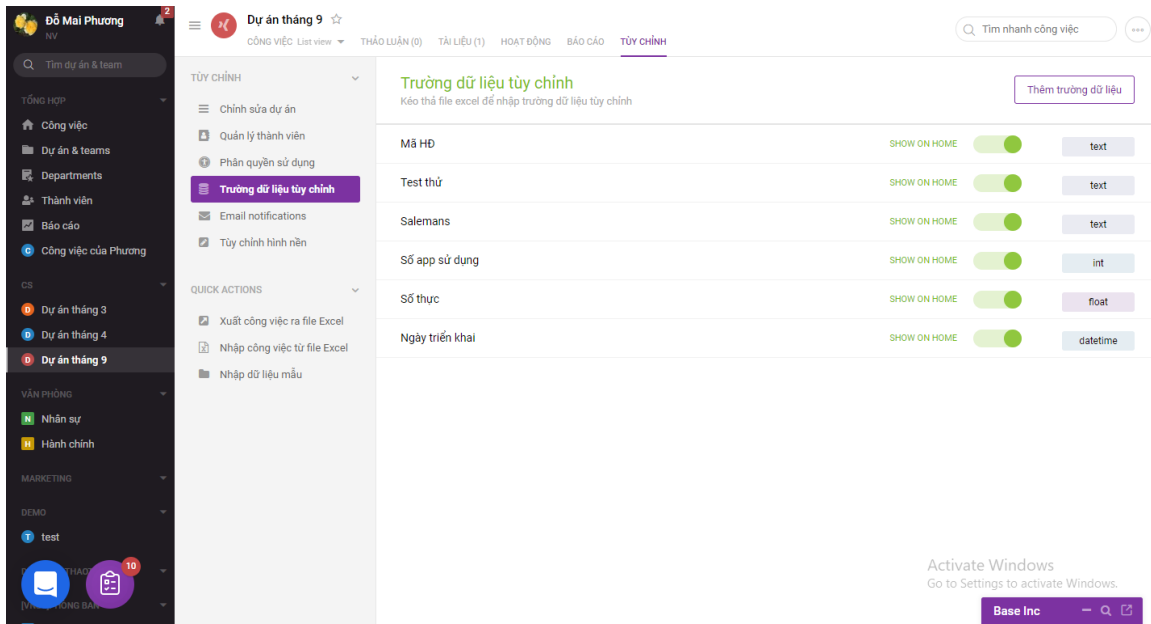 Đỗ Mai Phương
2
NV
Tìm dự án & team
TỔNG HỢP
Công việc
Dự án & teams
Departments
Thành viên
Báo cáo
C Công việc của Phương
CS
D Dự án tháng 3
D Dự án tháng 4
D Dự án tháng 9
VĂN PHÒNG
N Nhân sự
H Hành chính
MARKETING
DEMO
T test
10
Dự án tháng 9
CÔNG VIỆC List view
THẢO LUẬN (0)
TÀI LIỆU (1)
HOẠT ĐỘNG
BÁO CÁO
TÙY CHỈNH
Tìm nhanh công việc
TÙY CHỈNH
Chỉnh sửa dự án
Quản lý thành viên
Phân quyền sử dụng
Trường dữ liệu tùy chỉnh
Email notifications
Tùy chỉnh hình nền
QUICK ACTIONS
Xuất công việc ra file Excel
Nhập công việc từ file Excel
Nhập dữ liệu mẫu
Trường dữ liệu tùy chỉnh
Kéo thả file excel để nhập trường dữ liệu tùy chỉnh
Thêm trường dữ liệu
Mã HĐ SHOW ON HOME text
Test thử SHOW ON HOME text
Salemans SHOW ON HOME text
Số app sử dụng SHOW ON HOME int
Số thực SHOW ON HOME float
Ngày triển khai SHOW ON HOME datetime
Activate Windows
Go to Settings to activate Windows.
Base Inc